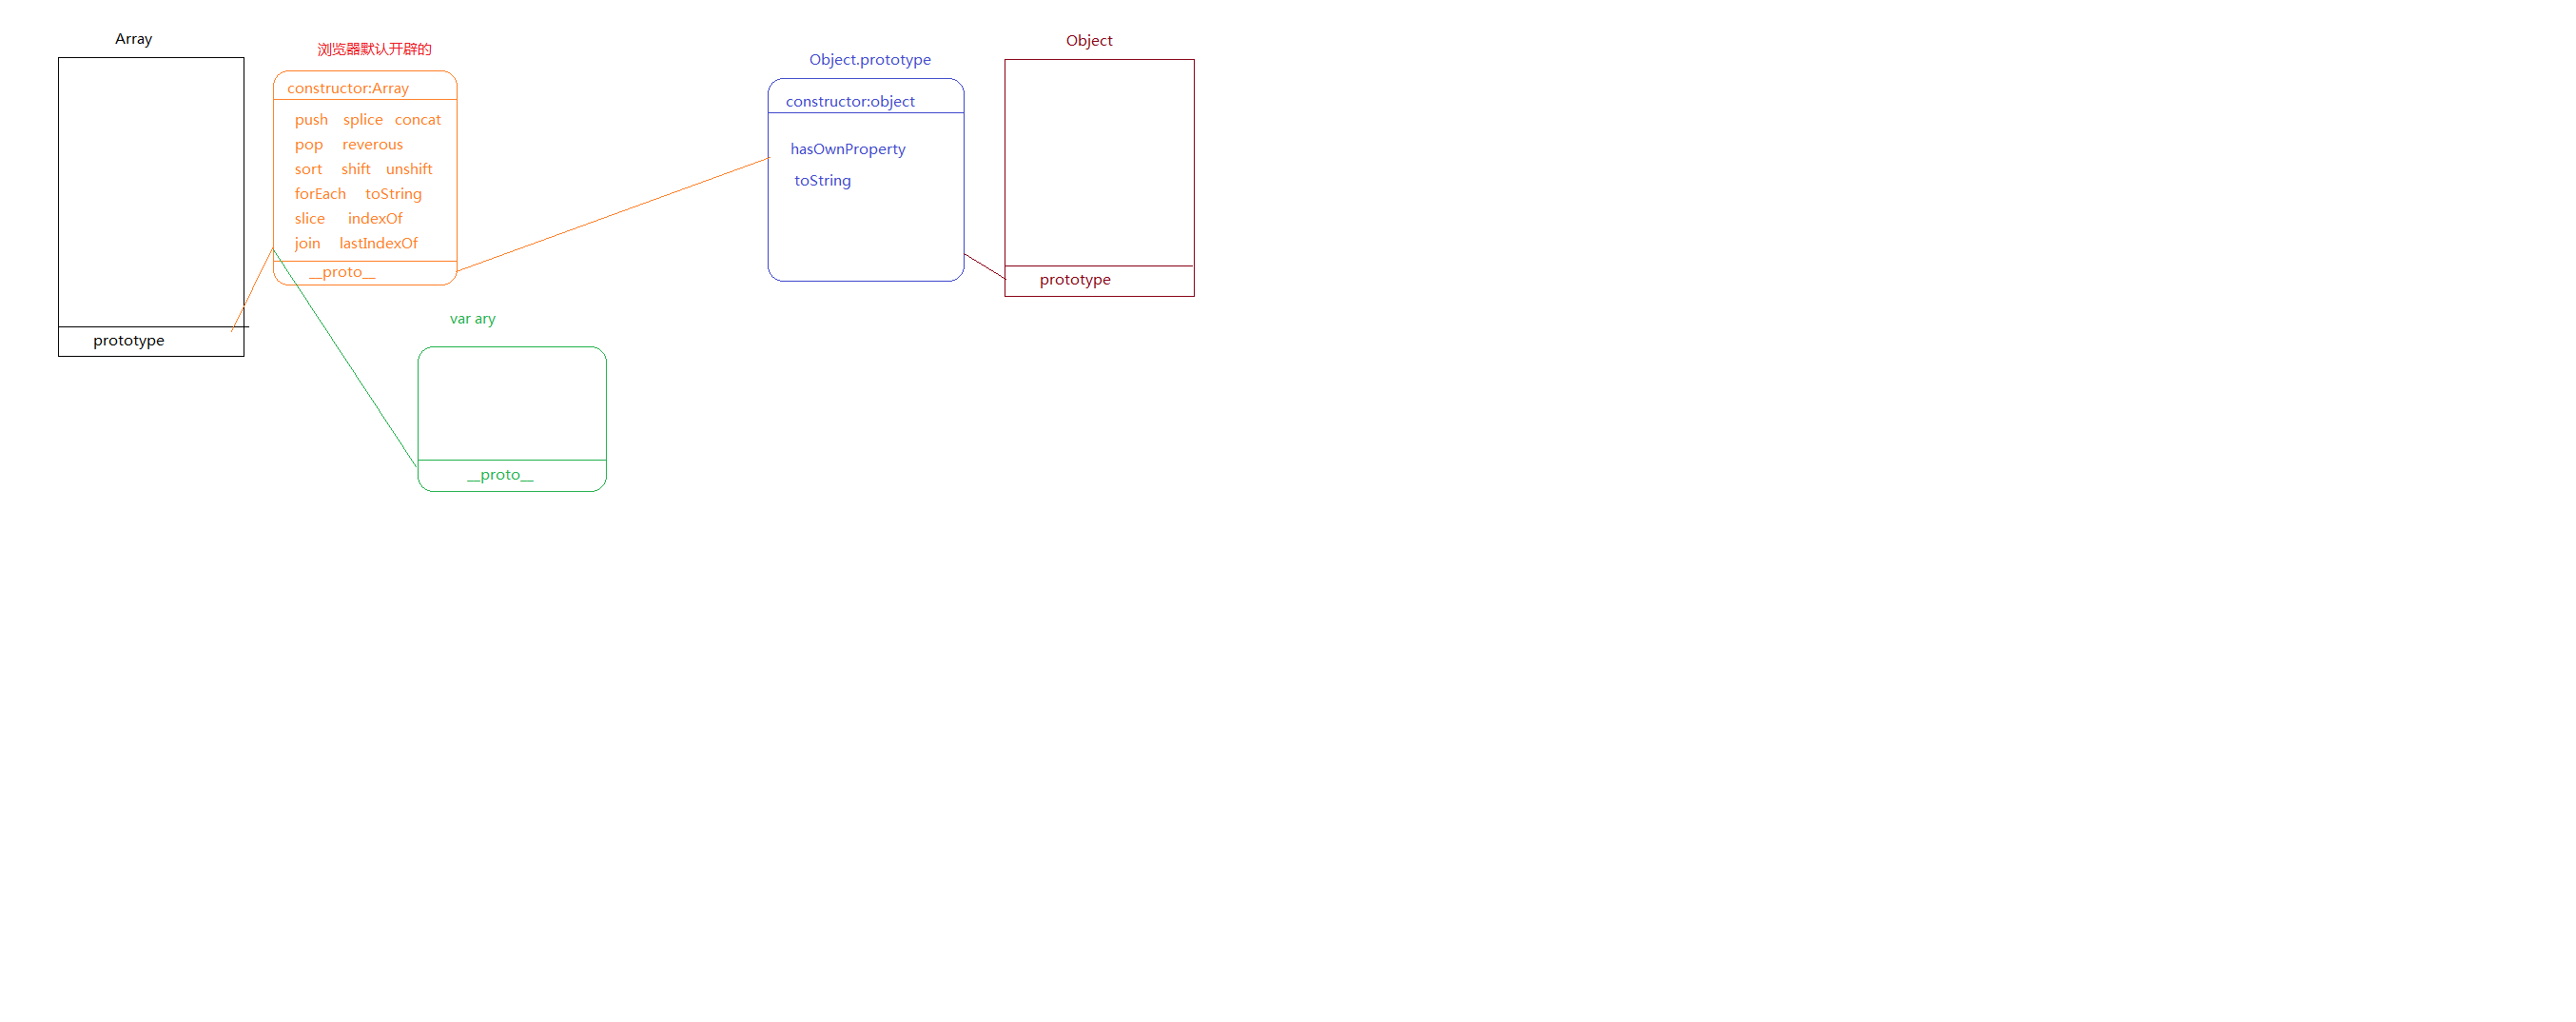 Array
浏览器默认开辟的
constructor:Array
push splice concat
pop reverous
sort shift unshift
forEach toString
slice indexOf
join lastIndexOf
__proto__
prototype
var ary
__proto__
Object.prototype
constructor:object
hasOwnProperty
toString
Object
prototype